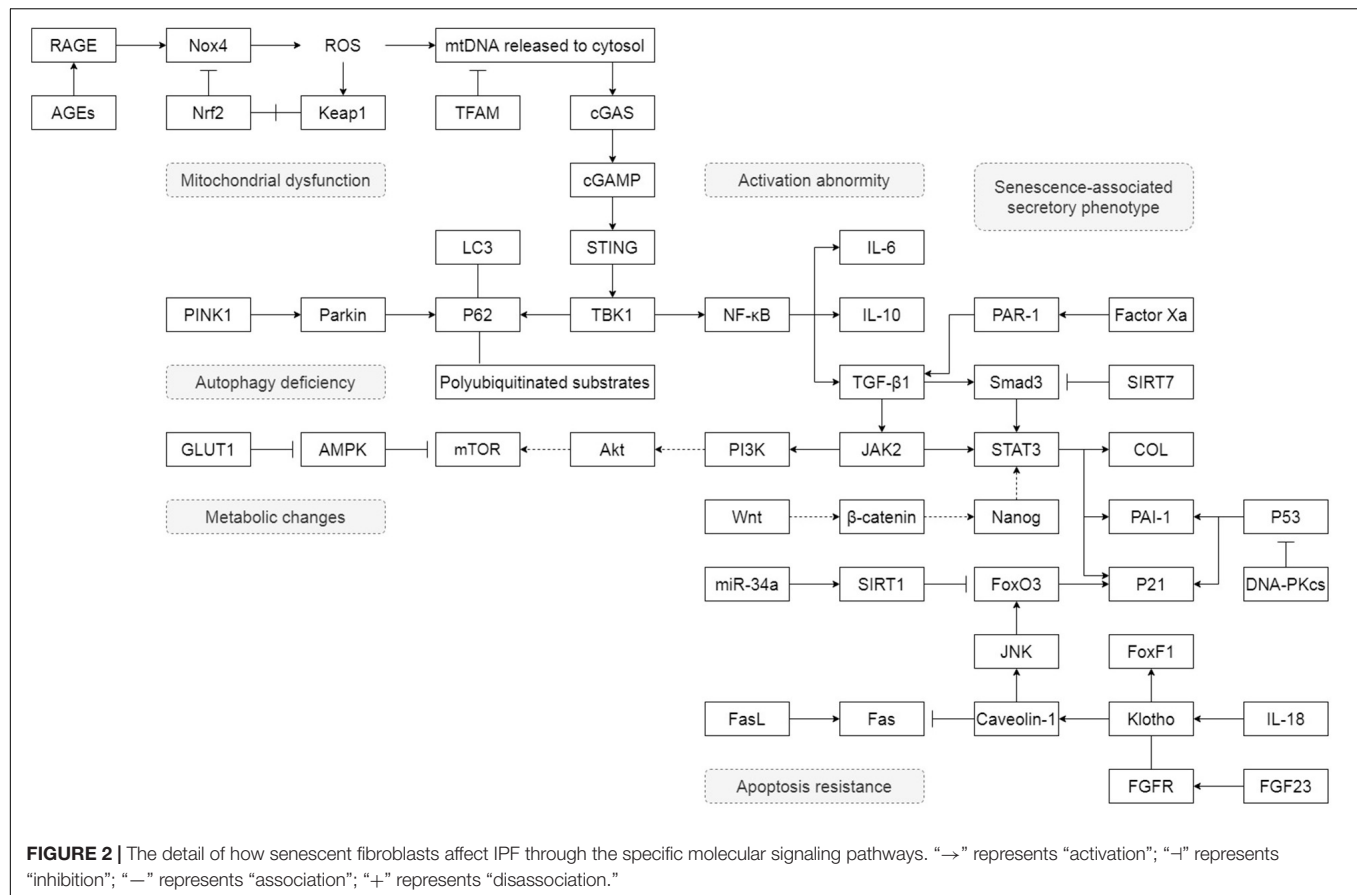 RAGE
Nox4
ROS
mtDNA released to cytosol
AGEs
Nrf2
Keap1
TFAM
cGAS
Mitochondrial dysfunction
cGAMP
Activation abnormity
Senescence-associated
secretory phenotype
LC3
STING
IL-6
PINK1
Parkin
P62
TBK1
NF-κB
IL-10
PAR-1
Factor Xa
Autophagy deficiency
Polyubiquitinated substrates
TGF-β1
Smad3
SIRT7
GLUT1
AMPK
mTOR
Akt
PI3K
JAK2
STAT3
COL
Metabolic changes
Wnt
β-catenin
Nanog
PAI-1
P53
miR-34a
SIRT1
FoxO3
P21
DNA-PKcs
JNK
FoxF1
FasL
Fas
Caveolin-1
Klotho
IL-18
Apoptosis resistance
FGFR
FGF23
FIGURE 2 | The detail of how senescent fibroblasts affect IPF through the specific molecular signaling pathways. “→” represents “activation”; “⊣” represents
“inhibition”; “—” represents “association”; “+” represents “disassociation.”